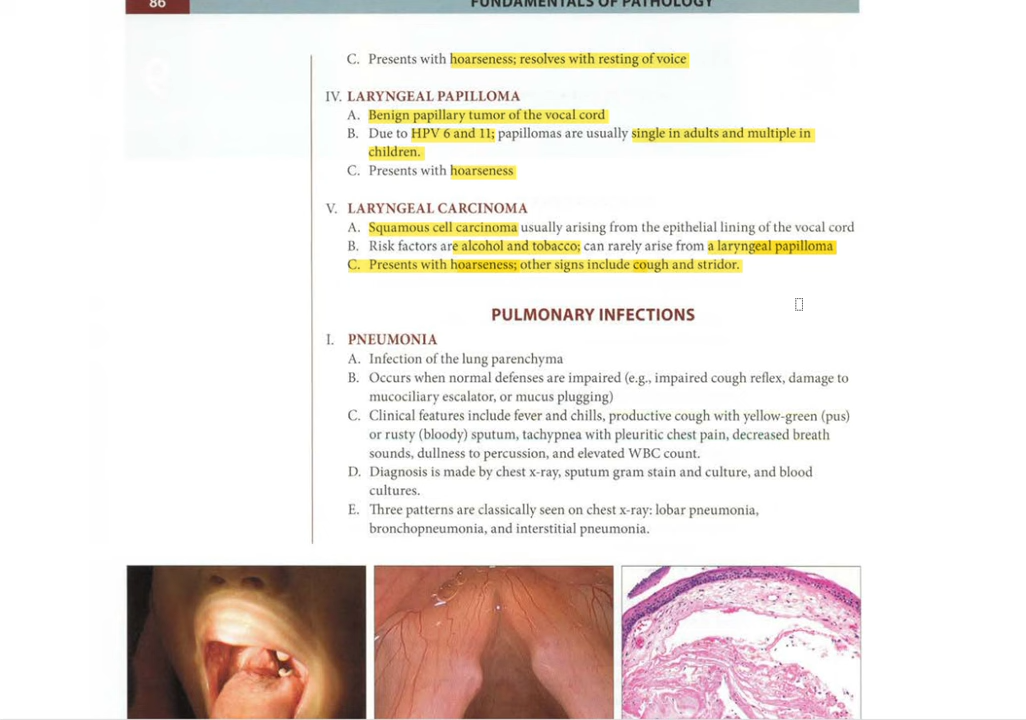 86
FUNDAMENTALS OF PATHOLOGY
C. Presents with hoarseness; resolves with resting of voice
IV. LARYNGEAL PAPILLOMA
A. Benign papillary tumor of the vocal cord
B. Due to HPV 6 and 11; papillomas are usually single in adults and multiple in
children.
C. Presents with hoarseness
V. LARYNGEAL CARCINOMA
A. Squamous cell carcinoma usually arising from the epithelial lining of the vocal cord
B. Risk factors are alcohol and tobacco; can rarely arise from a laryngeal papilloma
C. Presents with hoarseness; other signs include cough and stridor.
PULMONARY INFECTIONS
I. PNEUMONIA
A. Infection of the lung parenchyma
B. Occurs when normal defenses are impaired (e.g., impaired cough reflex, damage to
mucociliary escalator, or mucus plugging)
C. Clinical features include fever and chills, productive cough with yellow-green (pus)
or rusty (bloody) sputum, tachypnea with pleuritic chest pain, decreased breath
sounds, dullness to percussion, and elevated WBC count.
D. Diagnosis is made by chest x-ray, sputum gram stain and culture, and blood
cultures.
E. Three patterns are classically seen on chest x-ray: lobar pneumonia,
bronchopneumonia, and interstitial pneumonia.